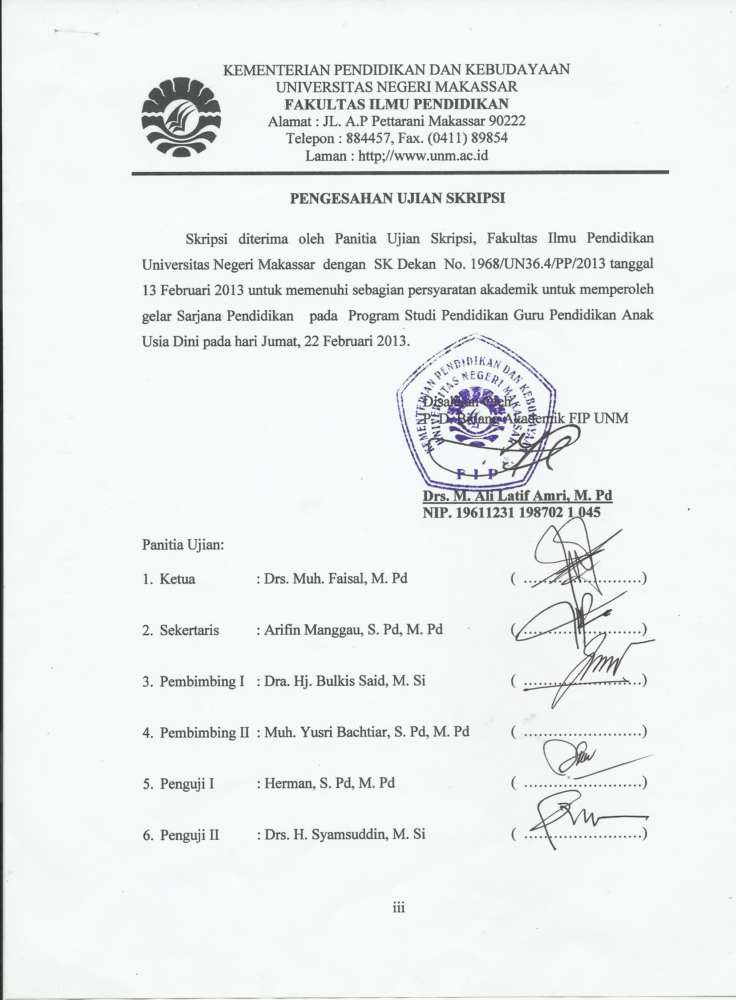 KEMENTERIAN PENDIDIKAN DAN KEBUDAYAAN
UNIVERSITAS NEGERI MAKASSAR
FAKULTAS ILMU PENDIDIKAN
Alamat : JL. A.P Pettarani Makassar 90222
Telepon : 884457, Fax. (0411) 89854
Laman : http;//www.unm.ac.id
PENGESAHAN UJIAN SKRIPSI
Skripsi diterima oleh Panitia Ujian Skripsi, Fakultas Ilmu Pendidikan
Universitas Negeri Makassar dengan SK Dekan No. 1968/UN36.4/PP/2013 tanggal
13 Februari 2013 untuk memenuhi sebagian persyaratan akademik untuk memperoleh
gelar Sarjana Pendidikan pada Program Studi Pendidikan Guru Pendidikan Anak
Usia Dini pada hari Jumat, 22 Februari 2013.
KEMENTERIAN PENDIDIKAN DAN KEBUDAYAAN
UNIVERSITAS NEGERI MAKASSAR
Disahkan Oleh
P. D. Bidang Akademik FIP UNM
FIP
Drs. M. Ali Latif Amri, M. Pd
NIP. 19611231 198702 1 045
Panitia Ujian:
1. Ketua : Drs. Muh. Faisal, M. Pd ( ........................)
2. Sekertaris : Arifin Manggau, S. Pd, M. Pd ( ........................)
3. Pembimbing I : Dra. Hj. Bulkis Said, M. Si ( ........................)
4. Pembimbing II : Muh. Yusri Bachtiar, S. Pd, M. Pd ( ........................)
5. Penguji I : Herman, S. Pd, M. Pd ( ........................)
6. Penguji II : Drs. H. Syamsuddin, M. Si ( ........................)
iii